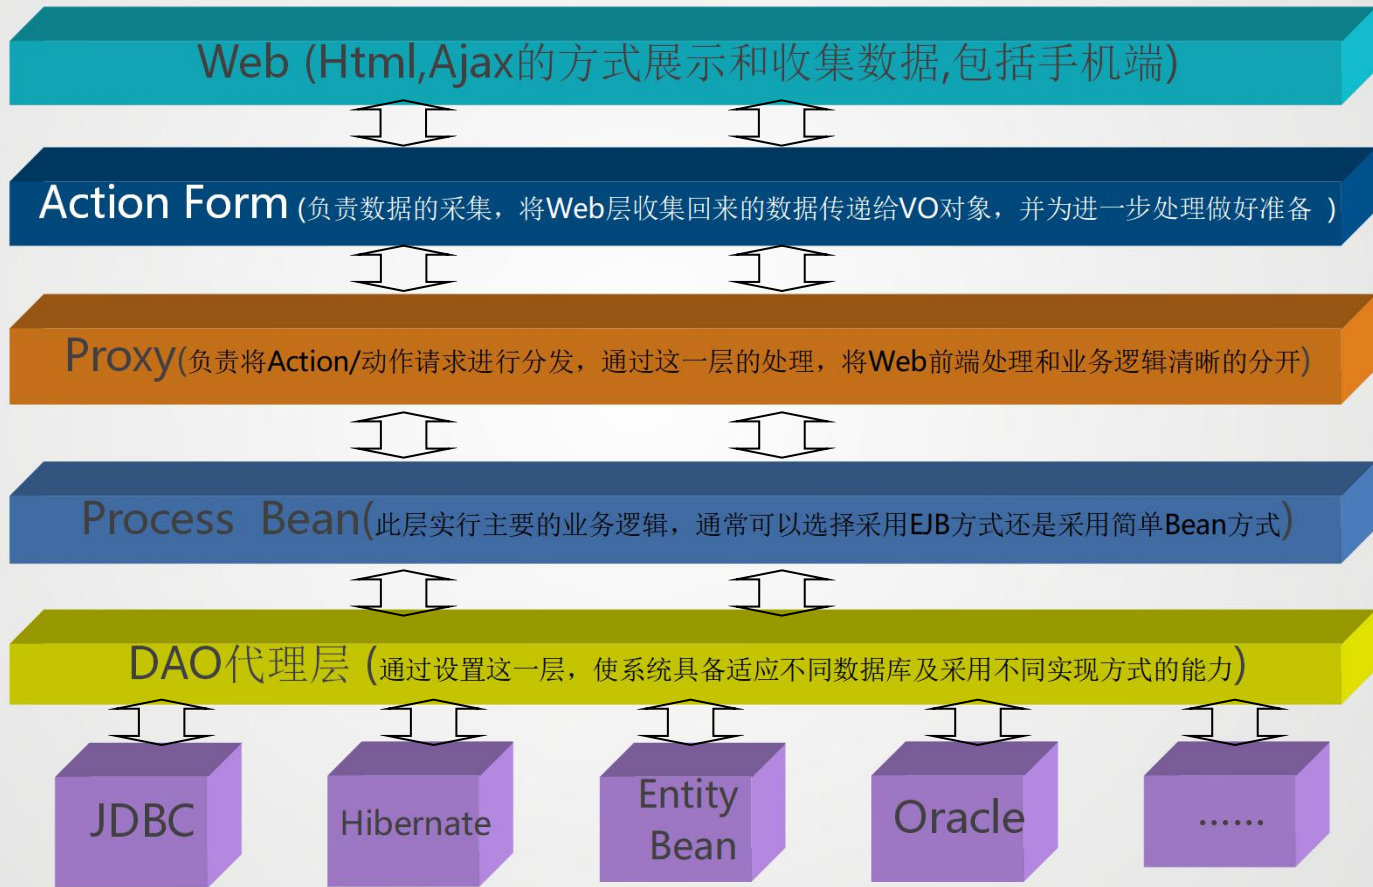 Web (Html,Ajax的方式展示和收集数据,包括手机端)
Action Form (负责数据的采集，将Web层收集回来的数据传递给VO对象，并为进一步处理做好准备 )
Proxy(负责将Action/动作请求进行分发，通过这一层的处理，将Web前端处理和业务逻辑清晰的分开)
Process Bean(此层实行主要的业务逻辑，通常可以选择采用EJB方式还是采用简单Bean方式)
DAO代理层 (通过设置这一层，使系统具备适应不同数据库及采用不同实现方式的能力)
JDBC
Hibernate
Entity
Bean
Oracle
......